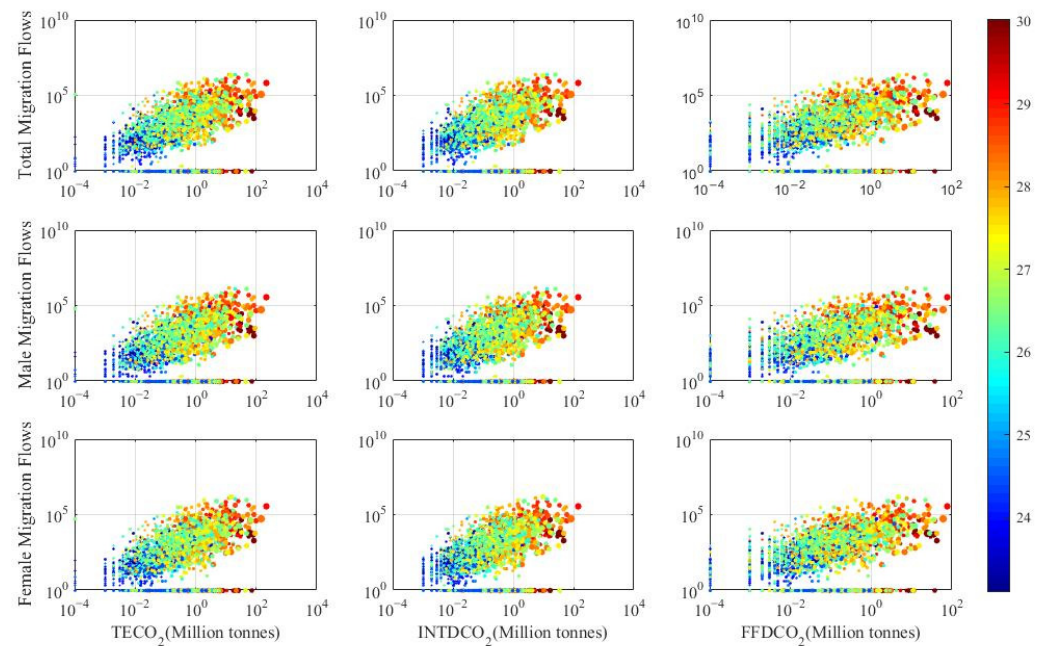 Total Migration Flows
10^10
10^5
10^0
10^-4 10^-2 10^0 10^2 10^4
10^10
10^5
10^0
10^-4 10^-2 10^0 10^2 10^4
10^10
10^5
10^0
10^-4 10^-2 10^0 10^2
Male Migration Flows
10^10
10^5
10^0
10^-4 10^-2 10^0 10^2 10^4
10^10
10^5
10^0
10^-4 10^-2 10^0 10^2 10^4
10^10
10^5
10^0
10^-4 10^-2 10^0 10^2
Female Migration Flows
10^10
10^5
10^0
10^-4 10^-2 10^0 10^2 10^4
TECO_2(Million tonnes)
10^10
10^5
10^0
10^-4 10^-2 10^0 10^2 10^4
INTDCO_2(Million tonnes)
10^10
10^5
10^0
10^-4 10^-2 10^0 10^2
FFDCO_2(Million tonnes)
30
29
28
27
26
25
24